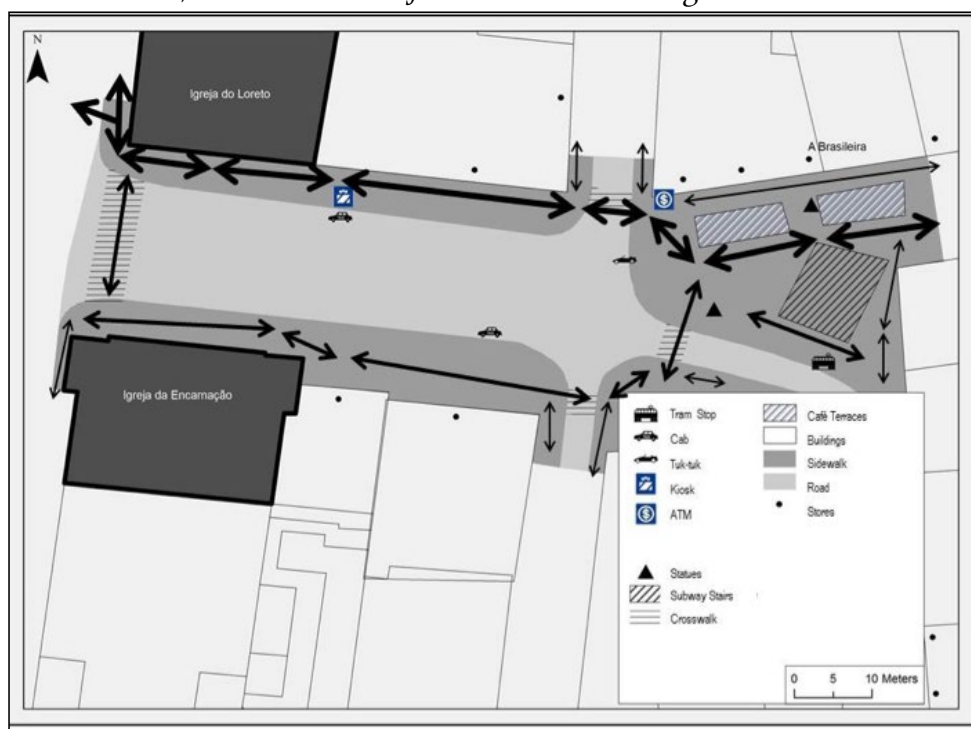 N
Igreja do Loreto
A Brasileira
Igreja da Encarnação
Tram Stop
Cab
Tuk-tuk
Kiosk
ATM
Statues
Subway Stairs
Crosswalk
Café Terraces
Buildings
Sidewalk
Road
Stores
0 5 10 Meters